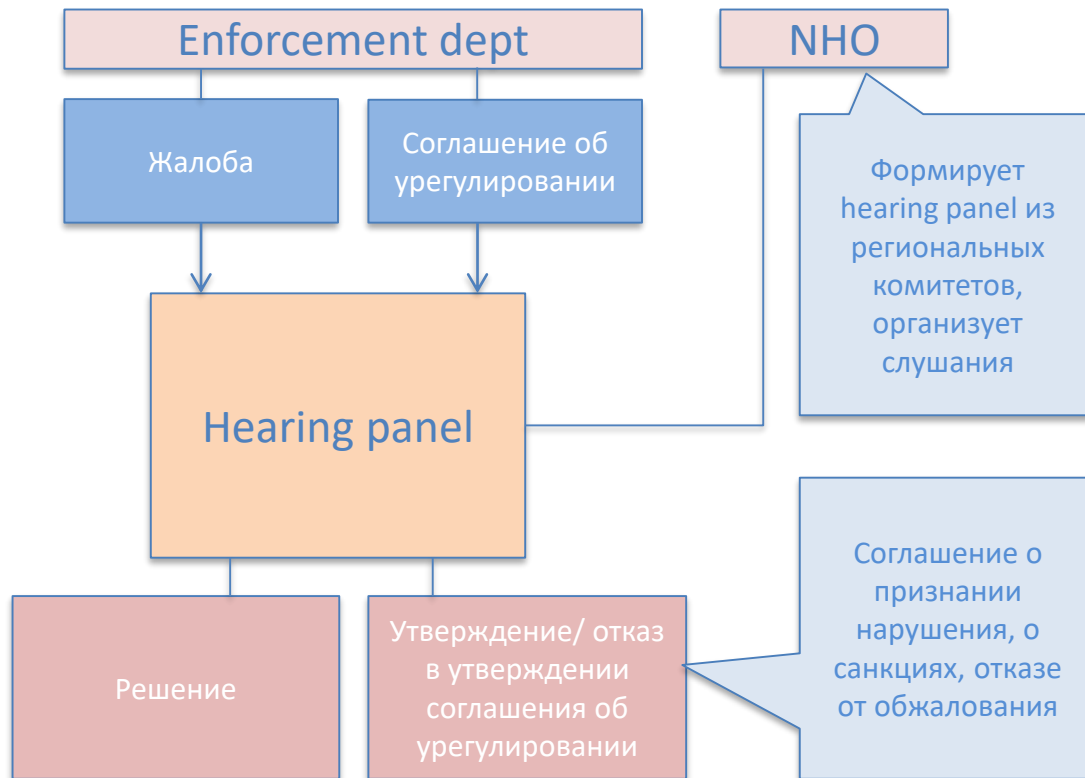 Enforcement dept
NHO
Жалоба
Соглашение об
урегулировании
Формирует
hearing panel из
региональных
комитетов,
организует
слушания
Hearing panel
Решение
Утверждение/ отказ
в утверждении
соглашения об
урегулировании
Соглашение о
признании
нарушения, о
санкциях, отказе
от обжалования